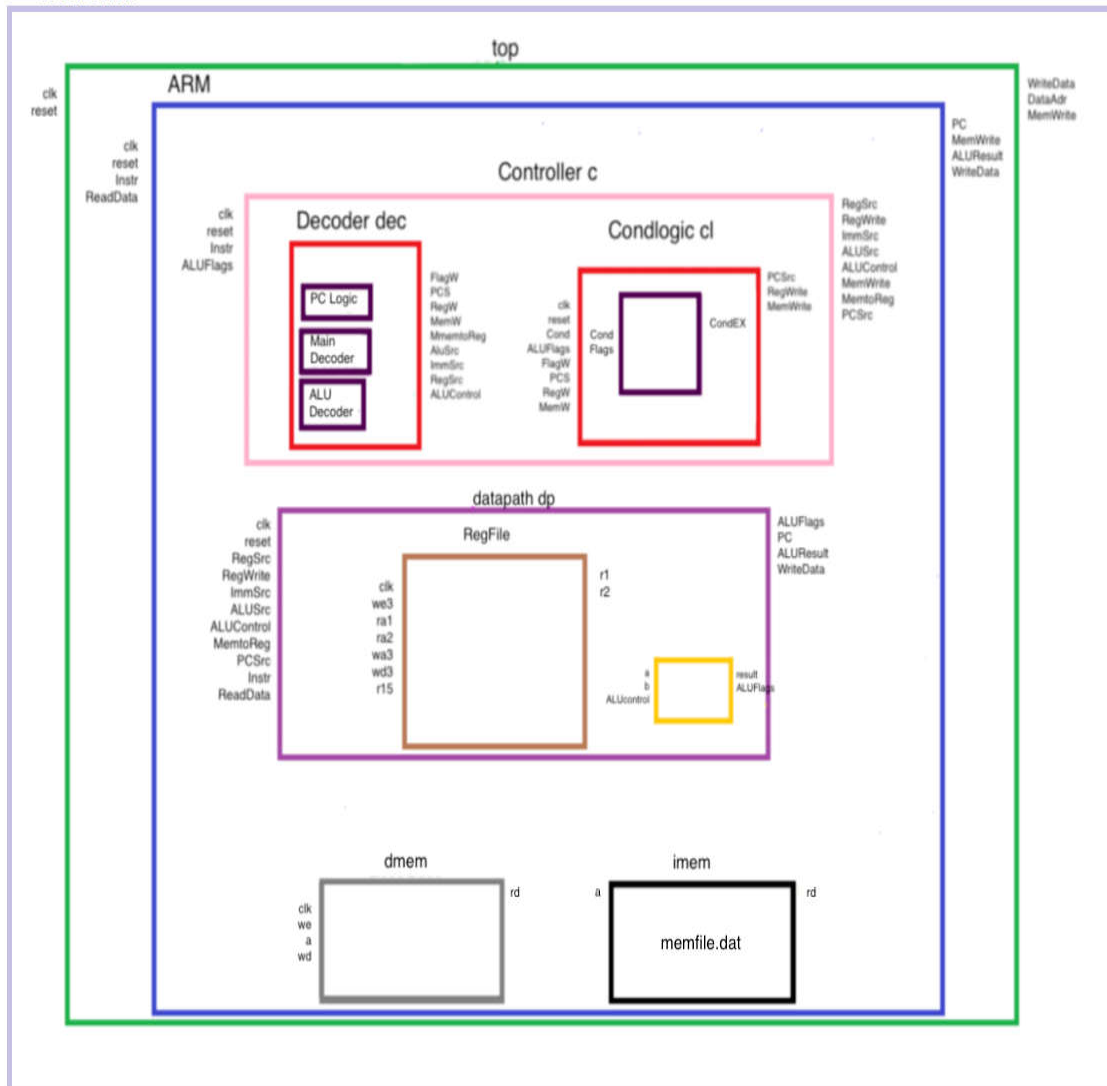 top
ARM
clk
reset
WriteData
DataAdr
MemWrite
clk
reset
Instr
ReadData
PC
MemWrite
ALUResult
WriteData
Controller c
clk
reset
Instr
ALUFlags
RegSrc
RegWrite
ImmSrc
ALUSrc
ALUControl
MemWrite
MemtoReg
PCSrc
Decoder dec
PC Logic
Main
Decoder
ALU
Decoder
FlagW
PCS
RegW
MemW
MmemtoReg
AluSrc
ImmSrc
RegSrc
ALUControl
Condlogic cl
clk
reset
Cond
ALUFlags
FlagW
PCS
RegW
MemW
Cond
Flags
CondEX
PCSrc
RegWrite
MemWrite
datapath dp
clk
reset
RegSrc
RegWrite
ImmSrc
ALUSrc
ALUControl
MemtoReg
PCSrc
Instr
ReadData
ALUFlags
PC
ALUResult
WriteData
RegFile
clk
we3
ra1
ra2
wa3
wd3
r15
r1
r2
a
b
ALUcontrol
result
ALUFlags
dmem
clk
we
a
wd
rd
imem
a
memfile.dat
rd